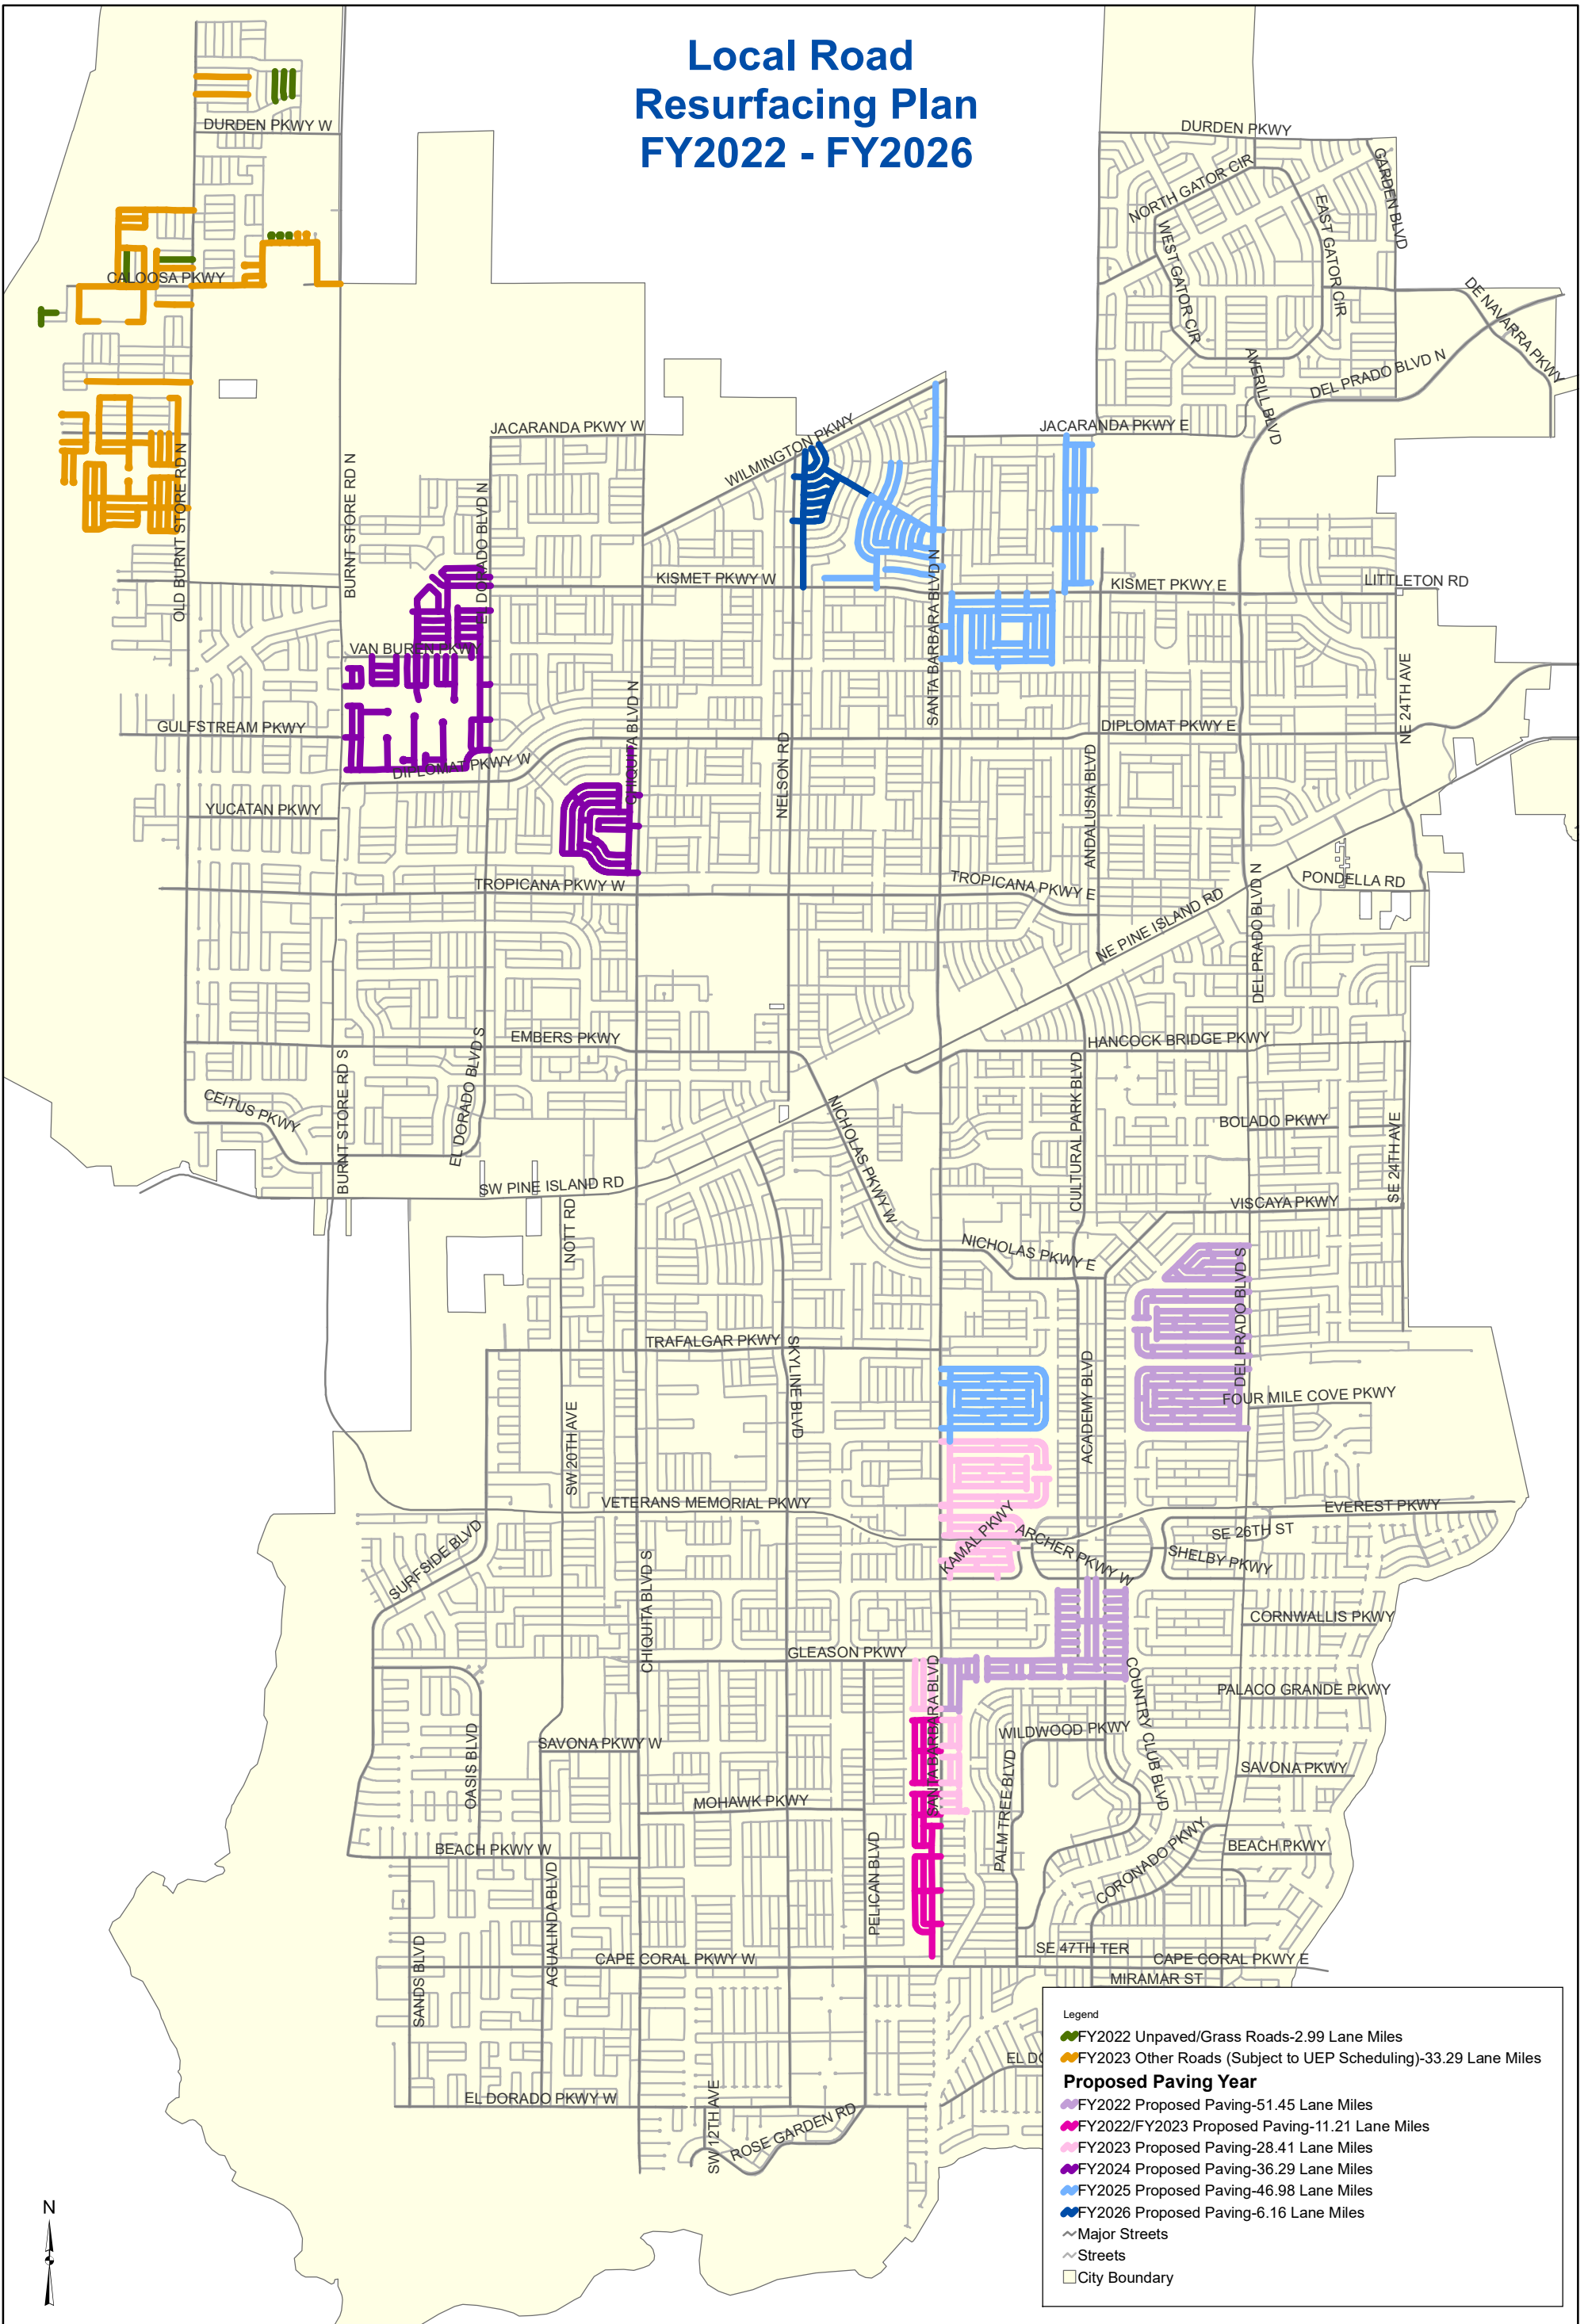 Local Road
Resurfacing Plan
FY2022 - FY2026
DURDEN PKWY W
DURDEN PKWY
NORTH GATOR CIR
GARDEN BLVD
EAST GATOR CIR
WEST GATOR CIR
CALOOSA PKWY
DE NAVARRA PKWY
AVERILL BLVD
DEL PRADO BLVD N
JACARANDA PKWY W
WILMINGTON PKWY
JACARANDA PKWY E
OLD BURNT STORE RD N
BURNT STORE RD N
EL DORADO BLVD N
KISMET PKWY W
SANTA BARBARA BLVD N
KISMET PKWY E
LITTLETON RD
VAN BUREN PKWY
NE 24TH AVE
GULFSTREAM PKWY
CHIQUITA BLVD N
DIPLOMAT PKWY E
DIPLOMAT PKWY W
NELSON RD
ANDALUSIA BLVD
YUCATAN PKWY
TROPICANA PKWY W
TROPICANA PKWY E
PONDELLA RD
NE PINE ISLAND RD
DEL PRADO BLVD N
EMBERS PKWY
HANCOCK BRIDGE PKWY
EL DORADO BLVD S
BURNT STORE RD S
CEITUS PKWY
NICHOLAS PKWY W
CULTURAL PARK BLVD
BOLADO PKWY
SE 24TH AVE
SW PINE ISLAND RD
VISCAYA PKWY
NOTT RD
NICHOLAS PKWY E
DEL PRADO BLVD S
TRAFALGAR PKWY
SKYLINE BLVD
ACADEMY BLVD
FOUR MILE COVE PKWY
SW 20TH AVE
VETERANS MEMORIAL PKWY
EVEREST PKWY
KAMAL PKWY
ARCHER PKWY W
SE 26TH ST
SHELBY PKWY
SURFSIDE BLVD
CHIQUITA BLVD S
CORNWALLIS PKWY
GLEASON PKWY
SANTA BARBARA BLVD
COUNTRY CLUB BLVD
PALACO GRANDE PKWY
OASIS BLVD
SAVONA PKWY W
WILDWOOD PKWY
PALM TREE BLVD
SAVONA PKWY
MOHAWK PKWY
BEACH PKWY W
PELICAN BLVD
CORONADO PKWY
BEACH PKWY
AGUALINDA BLVD
SANDS BLVD
CAPE CORAL PKWY W
SE 47TH TER
CAPE CORAL PKWY E
MIRAMAR ST
EL DO
EL DORADO PKWY W
SW 12TH AVE
ROSE GARDEN RD
N
Legend
FY2022 Unpaved/Grass Roads-2.99 Lane Miles
FY2023 Other Roads (Subject to UEP Scheduling)-33.29 Lane Miles
Proposed Paving Year
FY2022 Proposed Paving-51.45 Lane Miles
FY2022/FY2023 Proposed Paving-11.21 Lane Miles
FY2023 Proposed Paving-28.41 Lane Miles
FY2024 Proposed Paving-36.29 Lane Miles
FY2025 Proposed Paving-46.98 Lane Miles
FY2026 Proposed Paving-6.16 Lane Miles
Major Streets
Streets
City Boundary